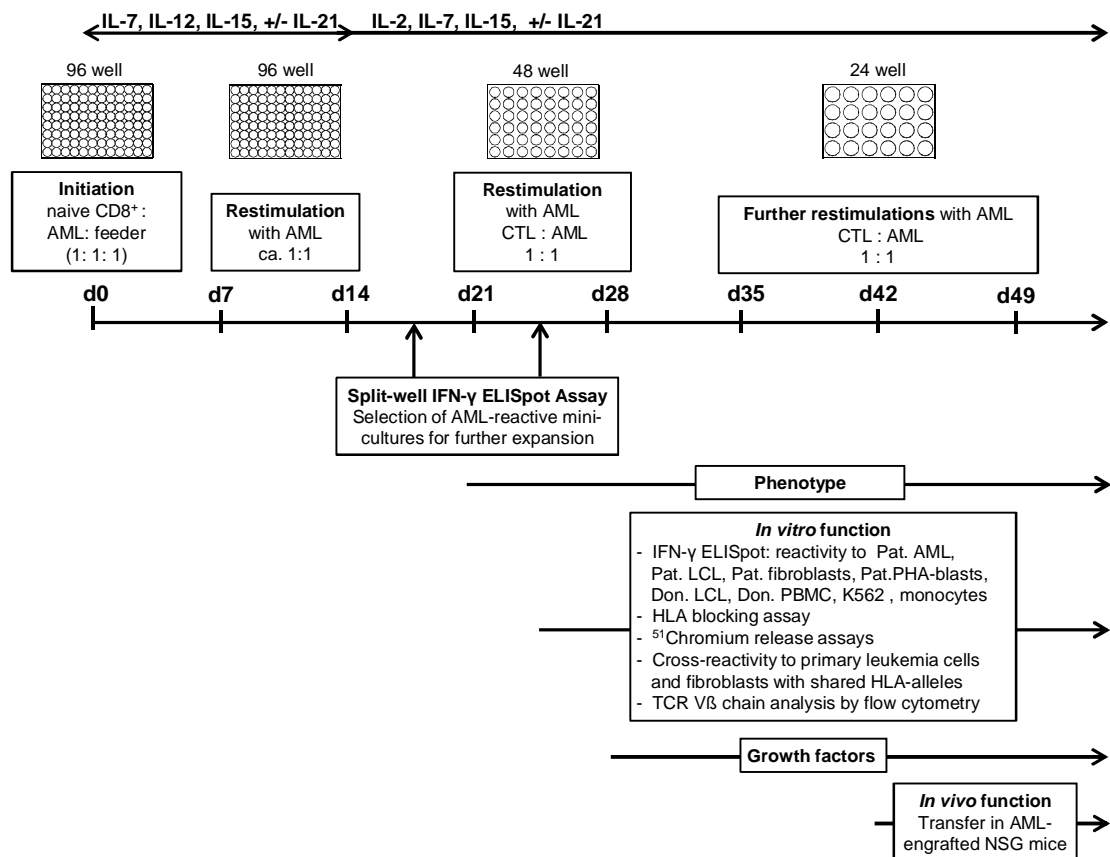 IL-7, IL-12, IL-15, +/- IL-21
IL-2, IL-7, IL-15, +/- IL-21
96 well
96 well
48 well
24 well
Initiation
naive CD8⁺ :
AML: feeder
(1: 1: 1)
Restimulation
with AML
ca. 1:1
Restimulation
with AML
CTL : AML
1 : 1
Further restimulations with AML
CTL : AML
1 : 1
d0
d7
d14
d21
d28
d35
d42
d49
Split-well IFN-γ ELISpot Assay
Selection of AML-reactive mini-
cultures for further expansion
Phenotype
In vitro function
- IFN-γ ELISpot: reactivity to Pat. AML,
Pat. LCL, Pat. fibroblasts, Pat.PHA-blasts,
Don. LCL, Don. PBMC, K562 , monocytes
- HLA blocking assay
- ⁵¹Chromium release assays
- Cross-reactivity to primary leukemia cells
and fibroblasts with shared HLA-alleles
- TCR Vß chain analysis by flow cytometry
Growth factors
In vivo function
Transfer in AML-
engrafted NSG mice